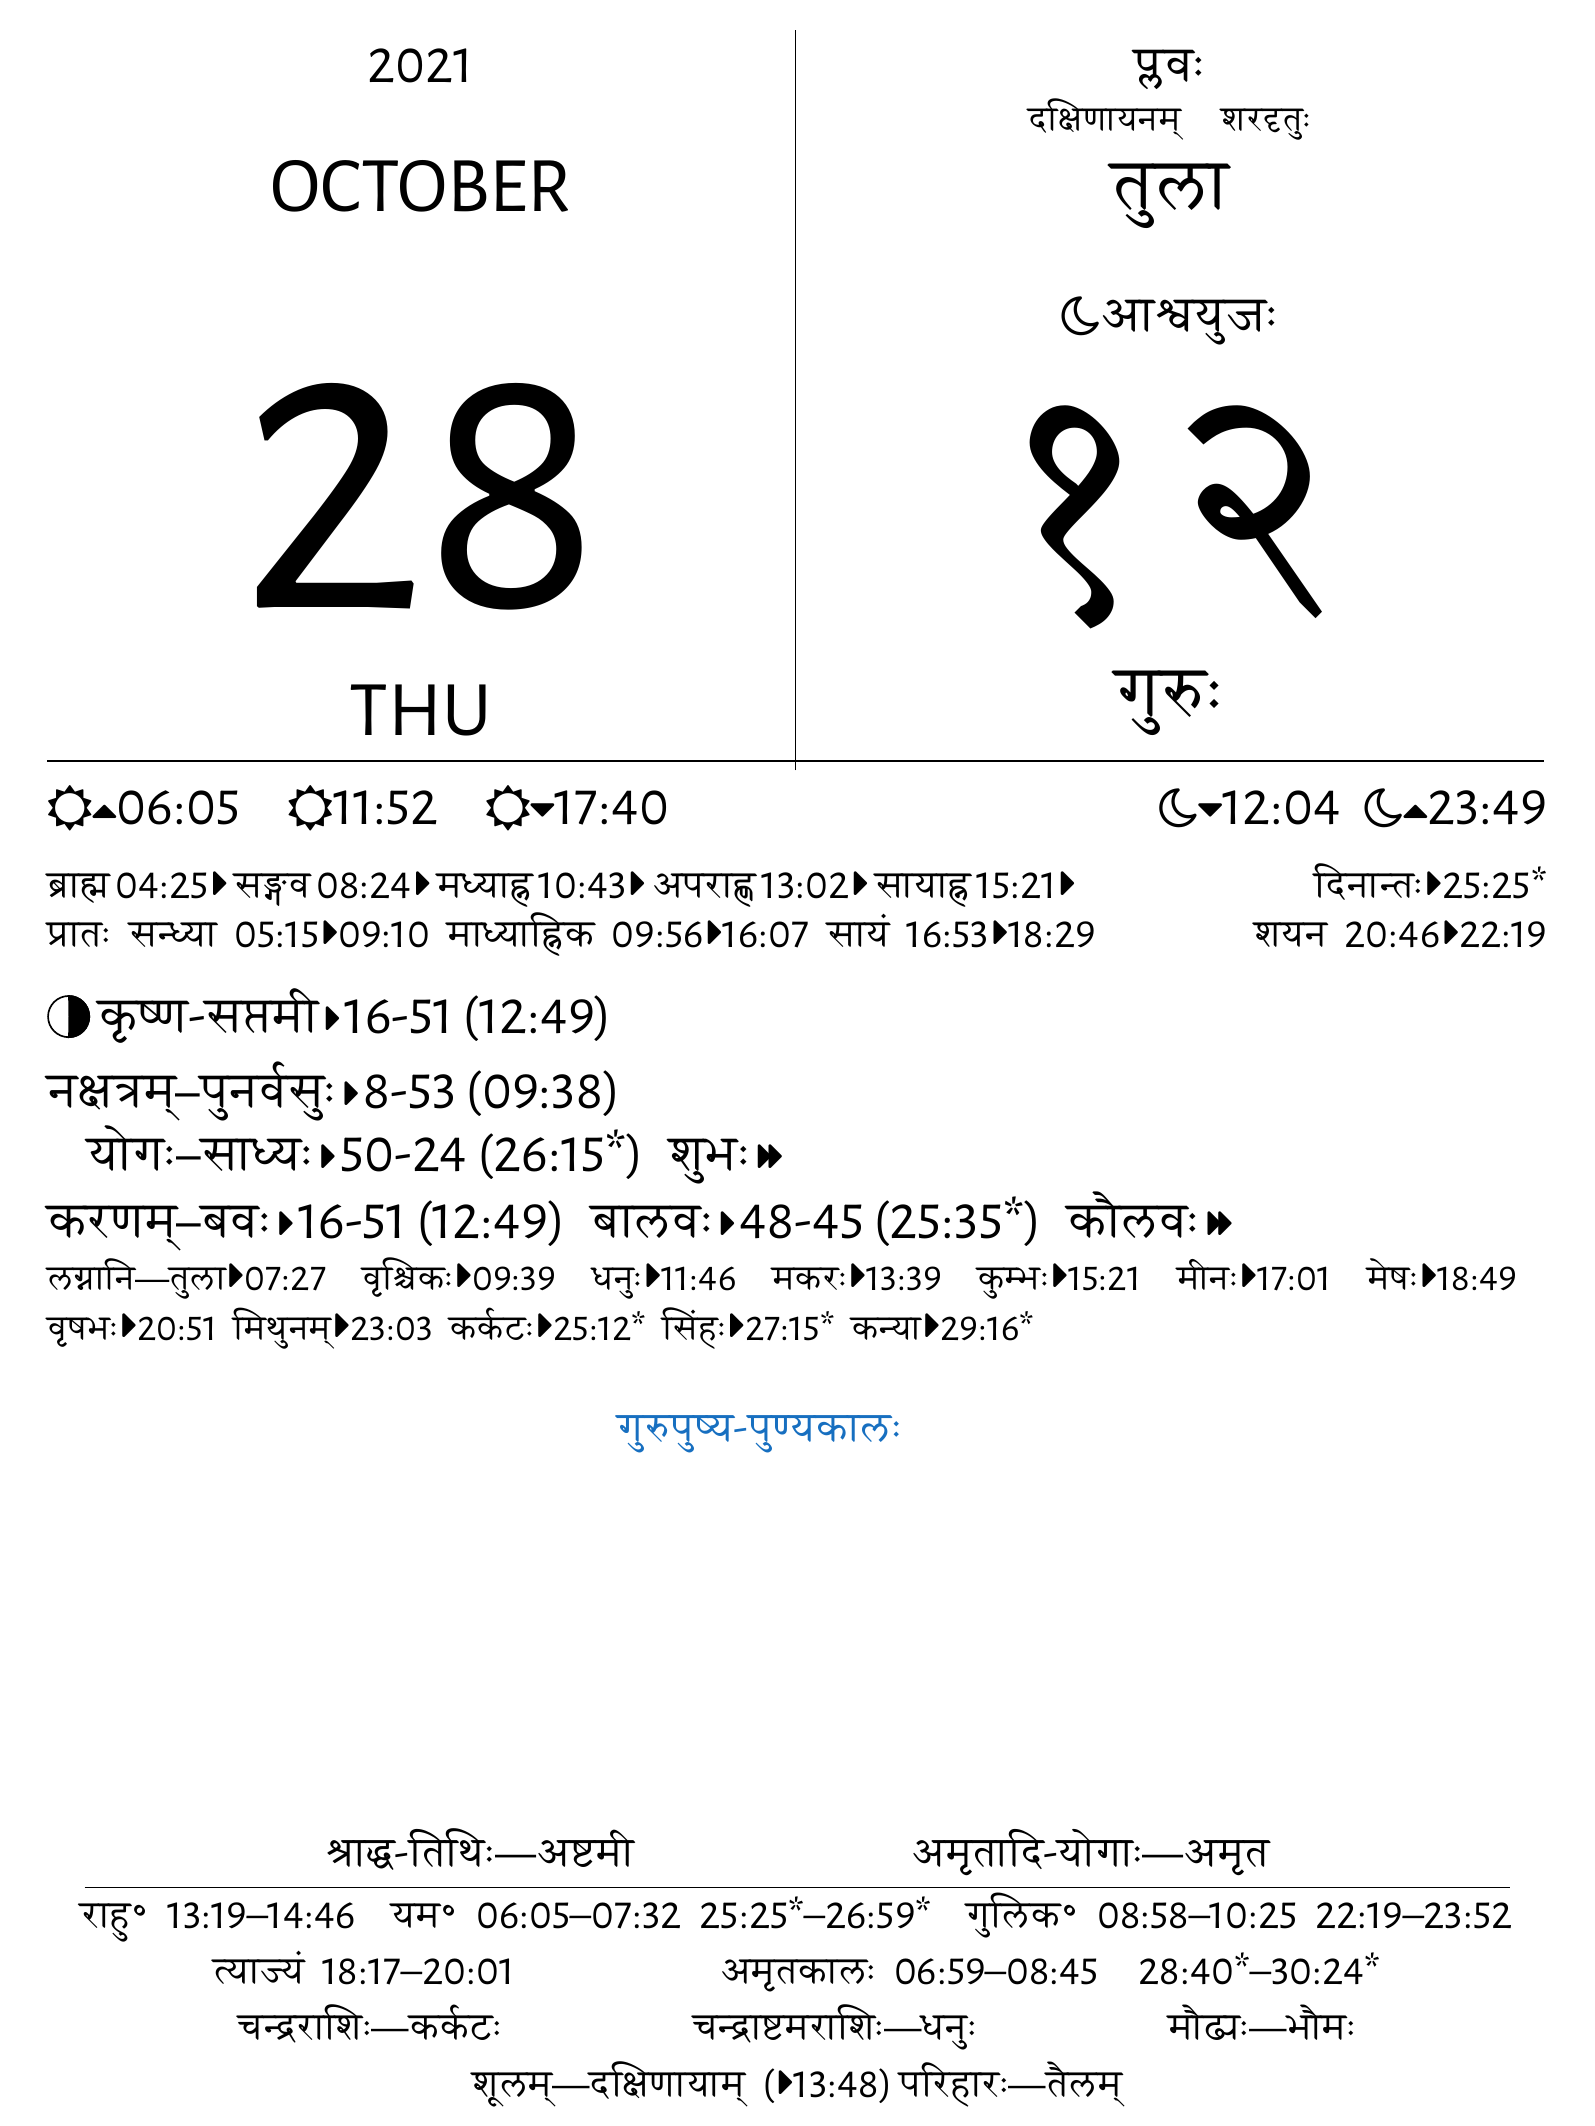 2021
OCTOBER
28
THU
प्लवः
दक्षिणायनम् शरदृतुः
तुला
आश्वयुजः
१२
गुरुः
06:05 11:52 17:40 12:04 23:49
ब्राह्म 04:25 सङ्गव 08:24 मध्याह्न 10:43 अपराह्ण 13:02 सायाह्न 15:21 दिनान्तः 25:25*
प्रातः सन्ध्या 05:15 09:10 माध्याह्निक 09:56 16:07 सायं 16:53 18:29 शयन 20:46 22:19
कृष्ण-सप्तमी 16-51 (12:49)
नक्षत्रम्–पुनर्वसुः 8-53 (09:38)
योगः–साध्यः 50-24 (26:15*) शुभः
करणम्–बवः 16-51 (12:49) बालवः 48-45 (25:35*) कौलवः
लग्नानि—तुला 07:27 वृश्चिकः 09:39 धनुः 11:46 मकरः 13:39 कुम्भः 15:21 मीनः 17:01 मेषः 18:49
वृषभः 20:51 मिथुनम् 23:03 कर्कटः 25:12* सिंहः 27:15* कन्या 29:16*
गुरुपुष्य-पुण्यकालः
श्राद्ध-तिथिः—अष्टमी अमृतादि-योगाः—अमृत
राहु॰ 13:19–14:46 यम॰ 06:05–07:32 25:25*–26:59* गुलिक॰ 08:58–10:25 22:19–23:52
त्याज्यं 18:17–20:01 अमृतकालः 06:59–08:45 28:40*–30:24*
चन्द्रराशिः—कर्कटः चन्द्राष्टमराशिः—धनुः मौढ्यः—भौमः
शूलम्—दक्षिणायाम् (13:48) परिहारः—तैलम्